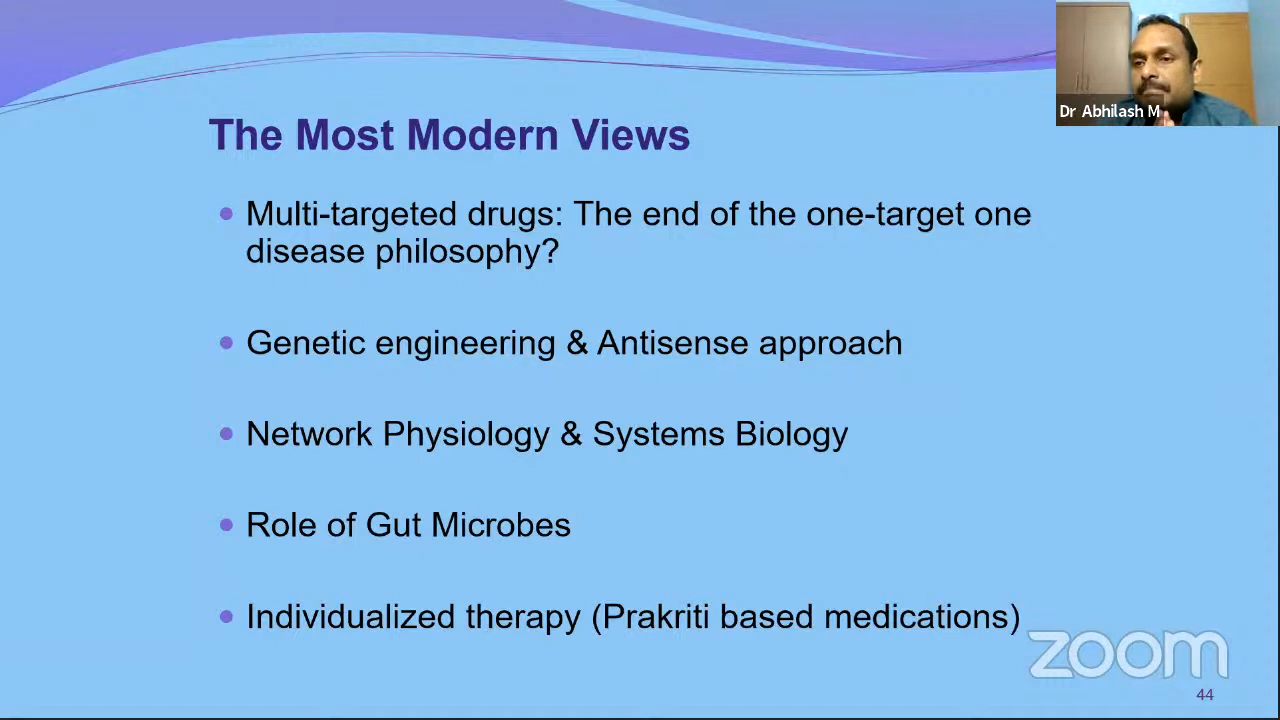 Dr Abhilash M
The Most Modern Views
Multi-targeted drugs: The end of the one-target one
disease philosophy?
Genetic engineering & Antisense approach
Network Physiology & Systems Biology
Role of Gut Microbes
Individualized therapy (Prakriti based medications)
zoom
44